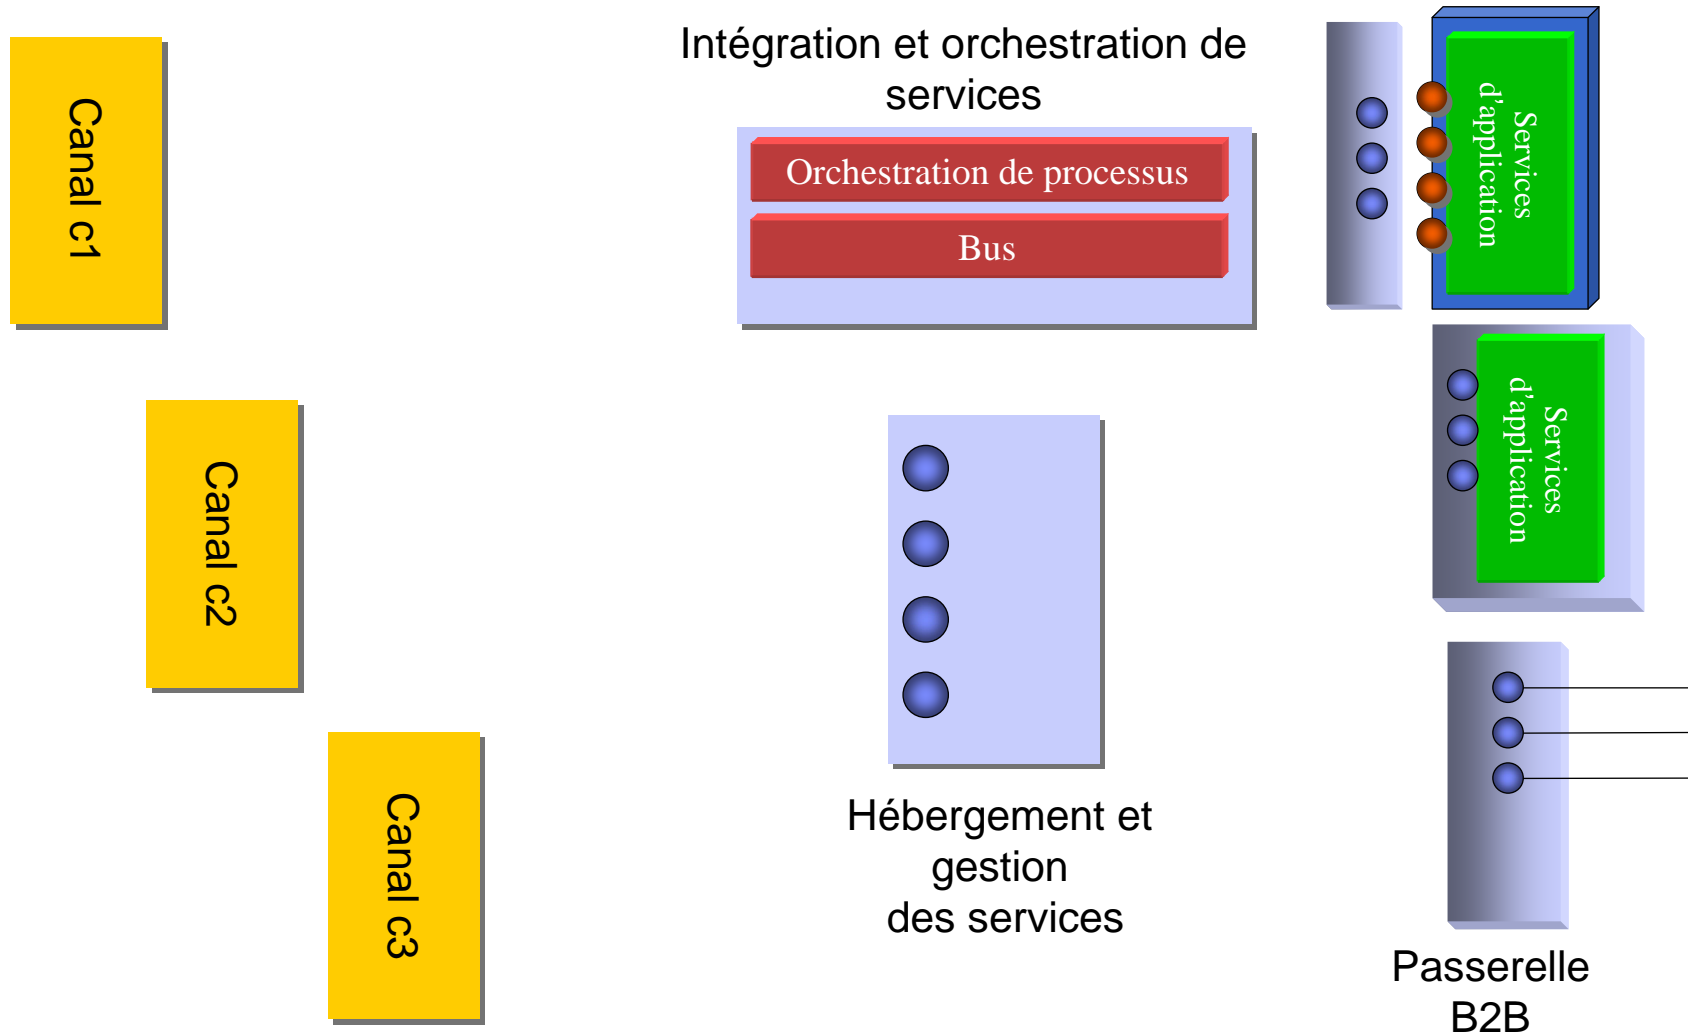 Canal c1
Canal c2
Canal c3
Intégration et orchestration de
services
Orchestration de processus
Bus
Hébergement et
gestion
des services
Services
d'application
Services
d'application
Passerelle
B2B